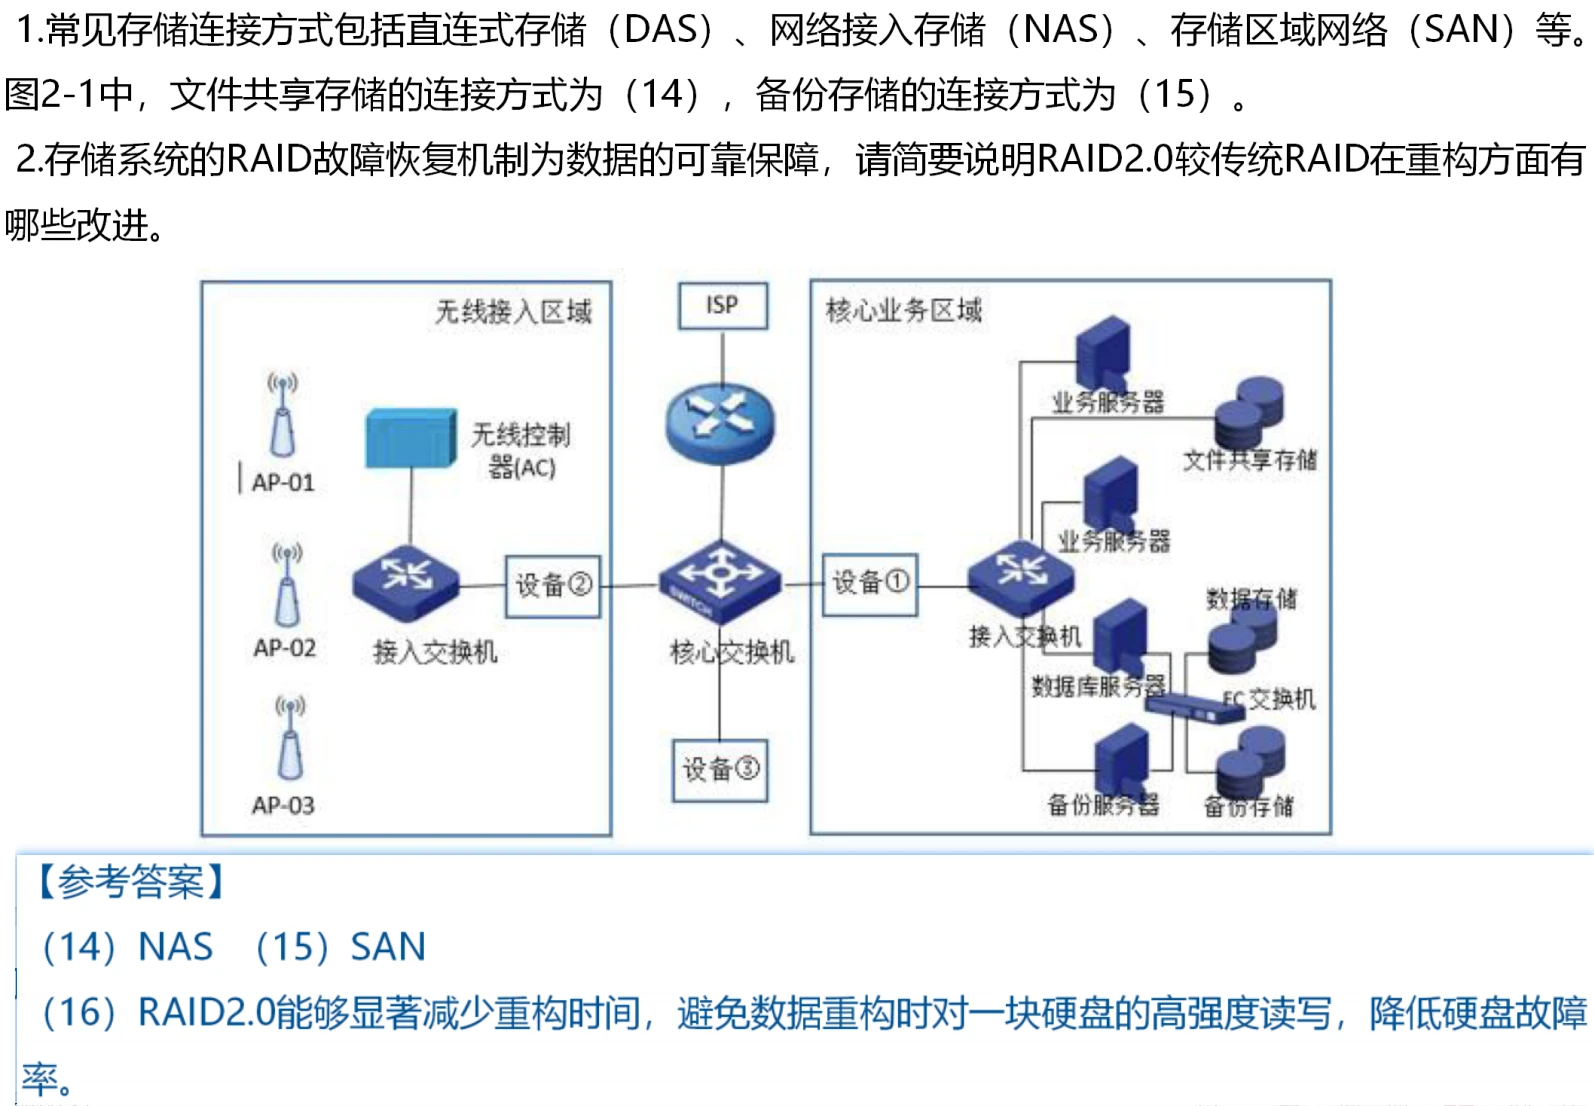 1.常见存储连接方式包括直连式存储（DAS）、网络接入存储（NAS）、存储区域网络（SAN）等。
图2-1中，文件共享存储的连接方式为（14），备份存储的连接方式为（15）。
2.存储系统的RAID故障恢复机制为数据的可靠保障，请简要说明RAID2.0较传统RAID在重构方面有
哪些改进。
无线接入区域
ISP
核心业务区域
业务服务器
无线控制
器(AC)
文件共享存储
AP-01
业务服务器
设备②
SWITCH
设备①
数据存储
AP-02
接入交换机
核心交换机
接入交换机
数据库服务器
FC交换机
设备③
AP-03
备份服务器
备份存储
【参考答案】
（14）NAS （15）SAN
（16）RAID2.0能够显著减少重构时间，避免数据重构时对一块硬盘的高强度读写，降低硬盘故障
率。